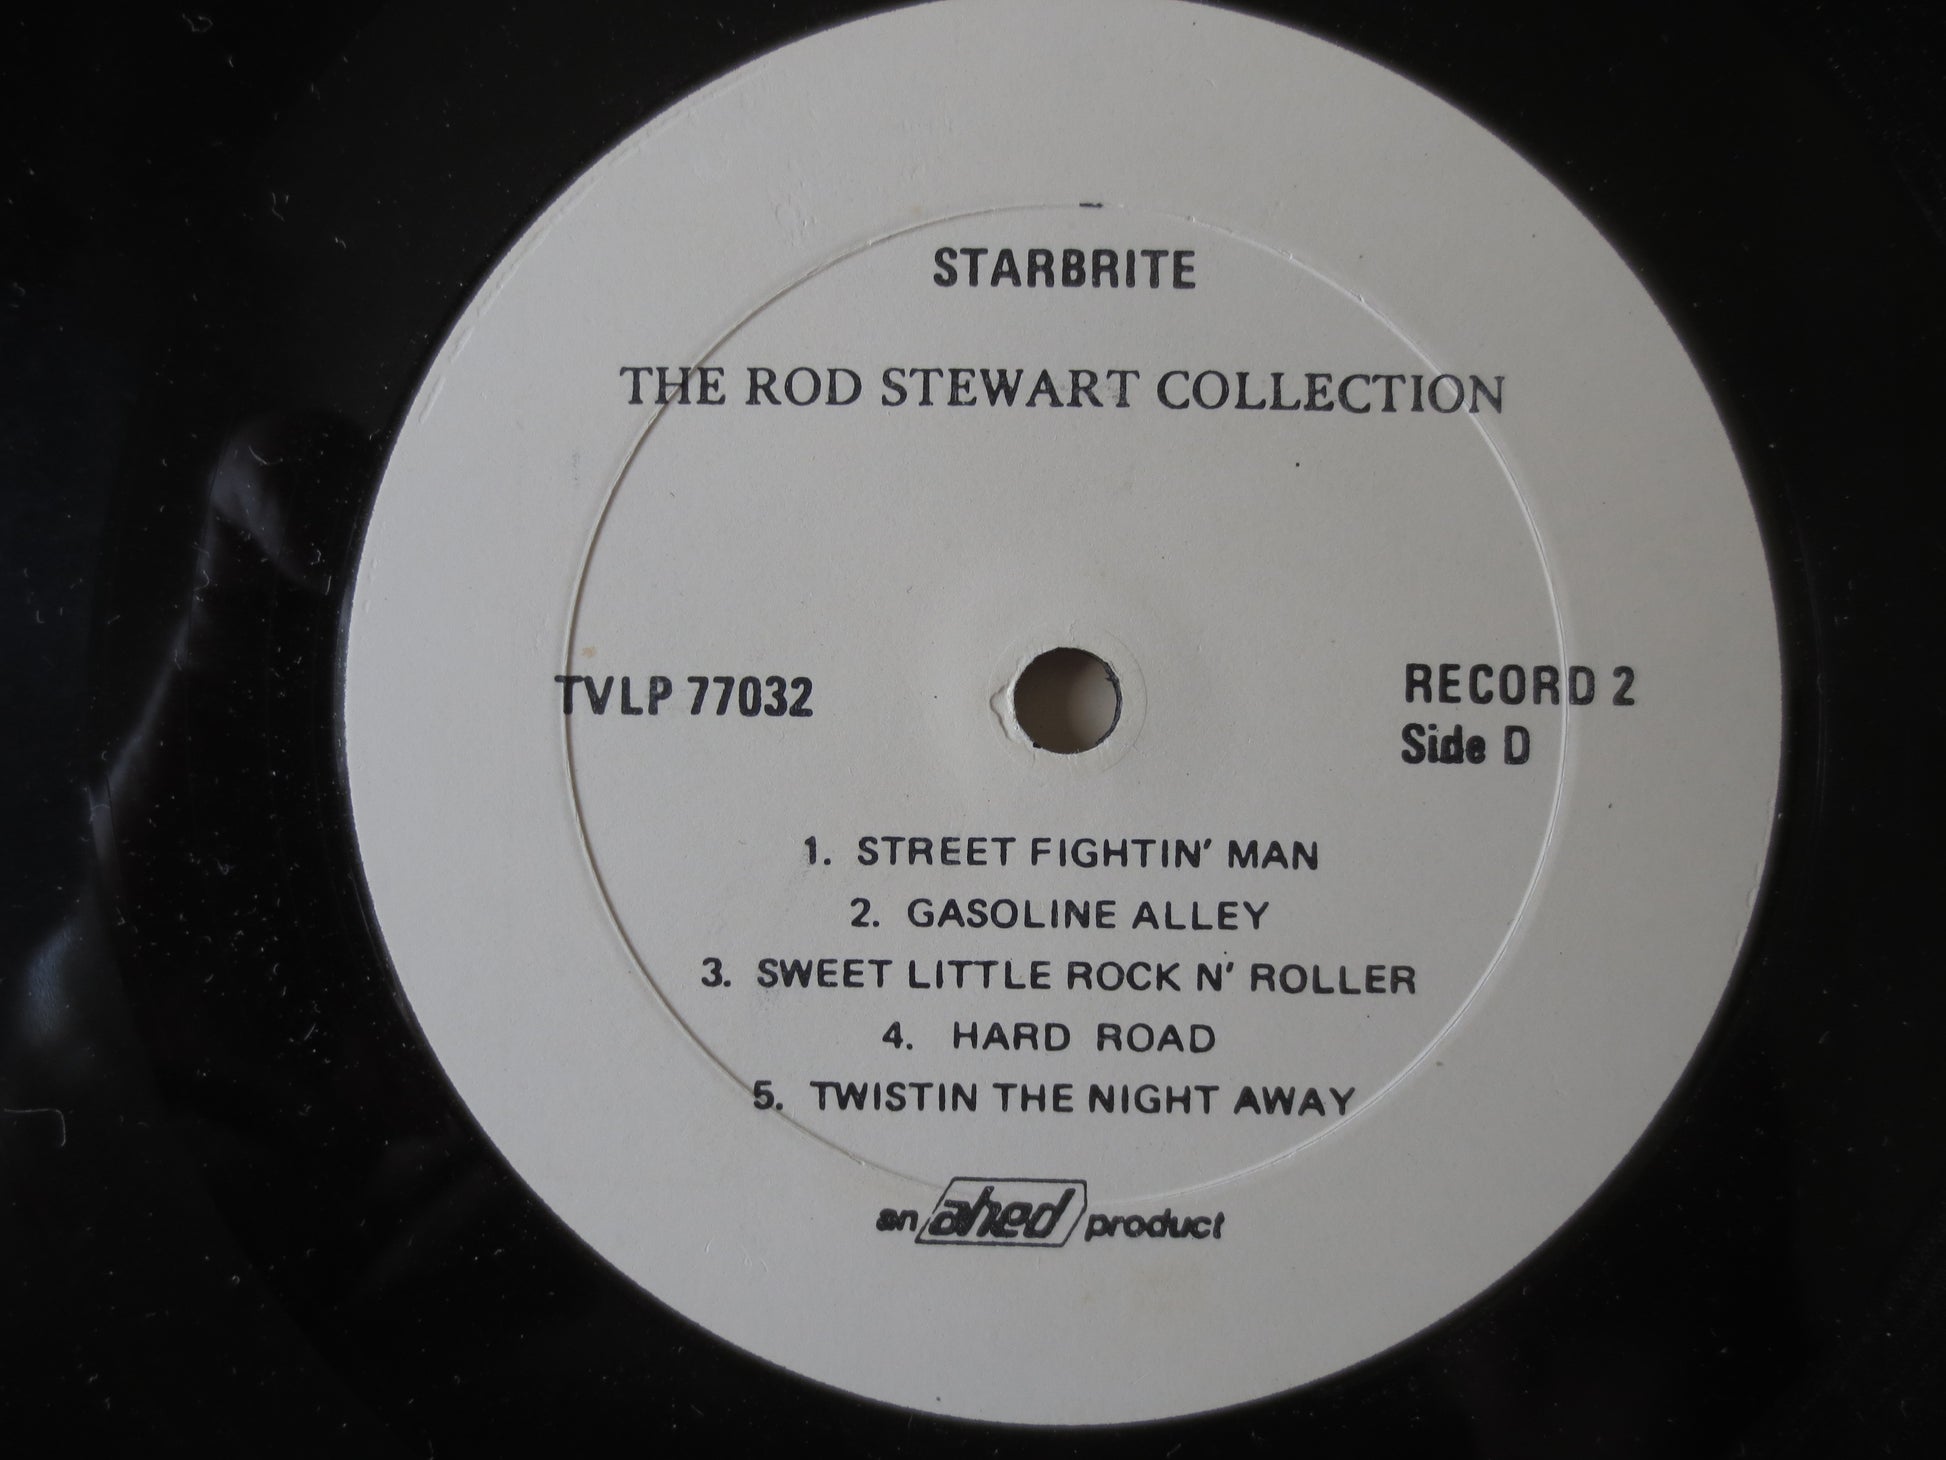 STARBRITE
THE ROD STEWART COLLECTION
TVLP 77032
RECORD 2
Side D
1. STREET FIGHTIN' MAN
2. GASOLINE ALLEY
3. SWEET LITTLE ROCK N' ROLLER
4. HARD ROAD
5. TWISTIN THE NIGHT AWAY
an ahed product